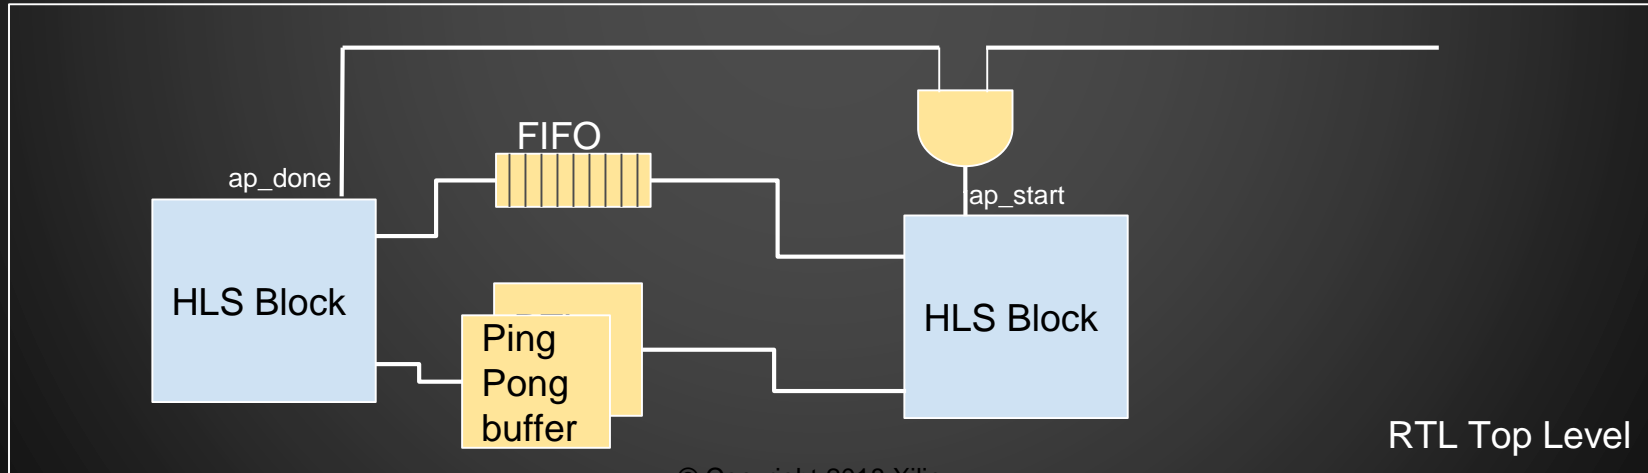 FIFO
ap_done
ap_start
HLS Block
HLS Block
Ping
Pong
buffer
RTL Top Level